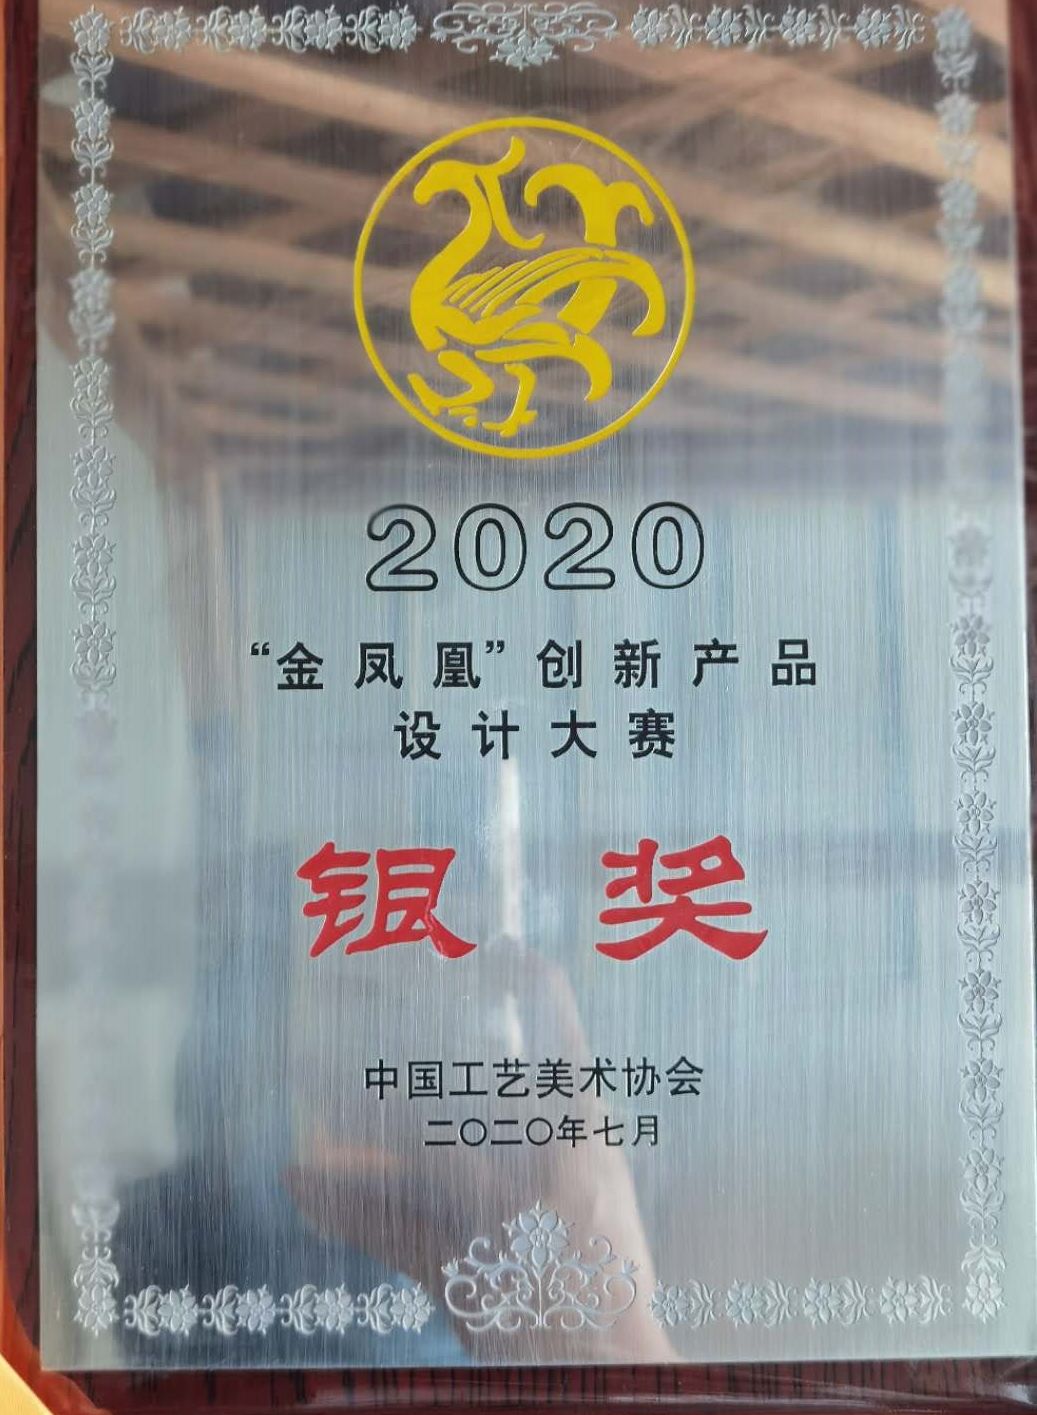 2020
“金凤凰”创新产品
设计大赛
银奖
中国工艺美术协会
二〇二〇年七月